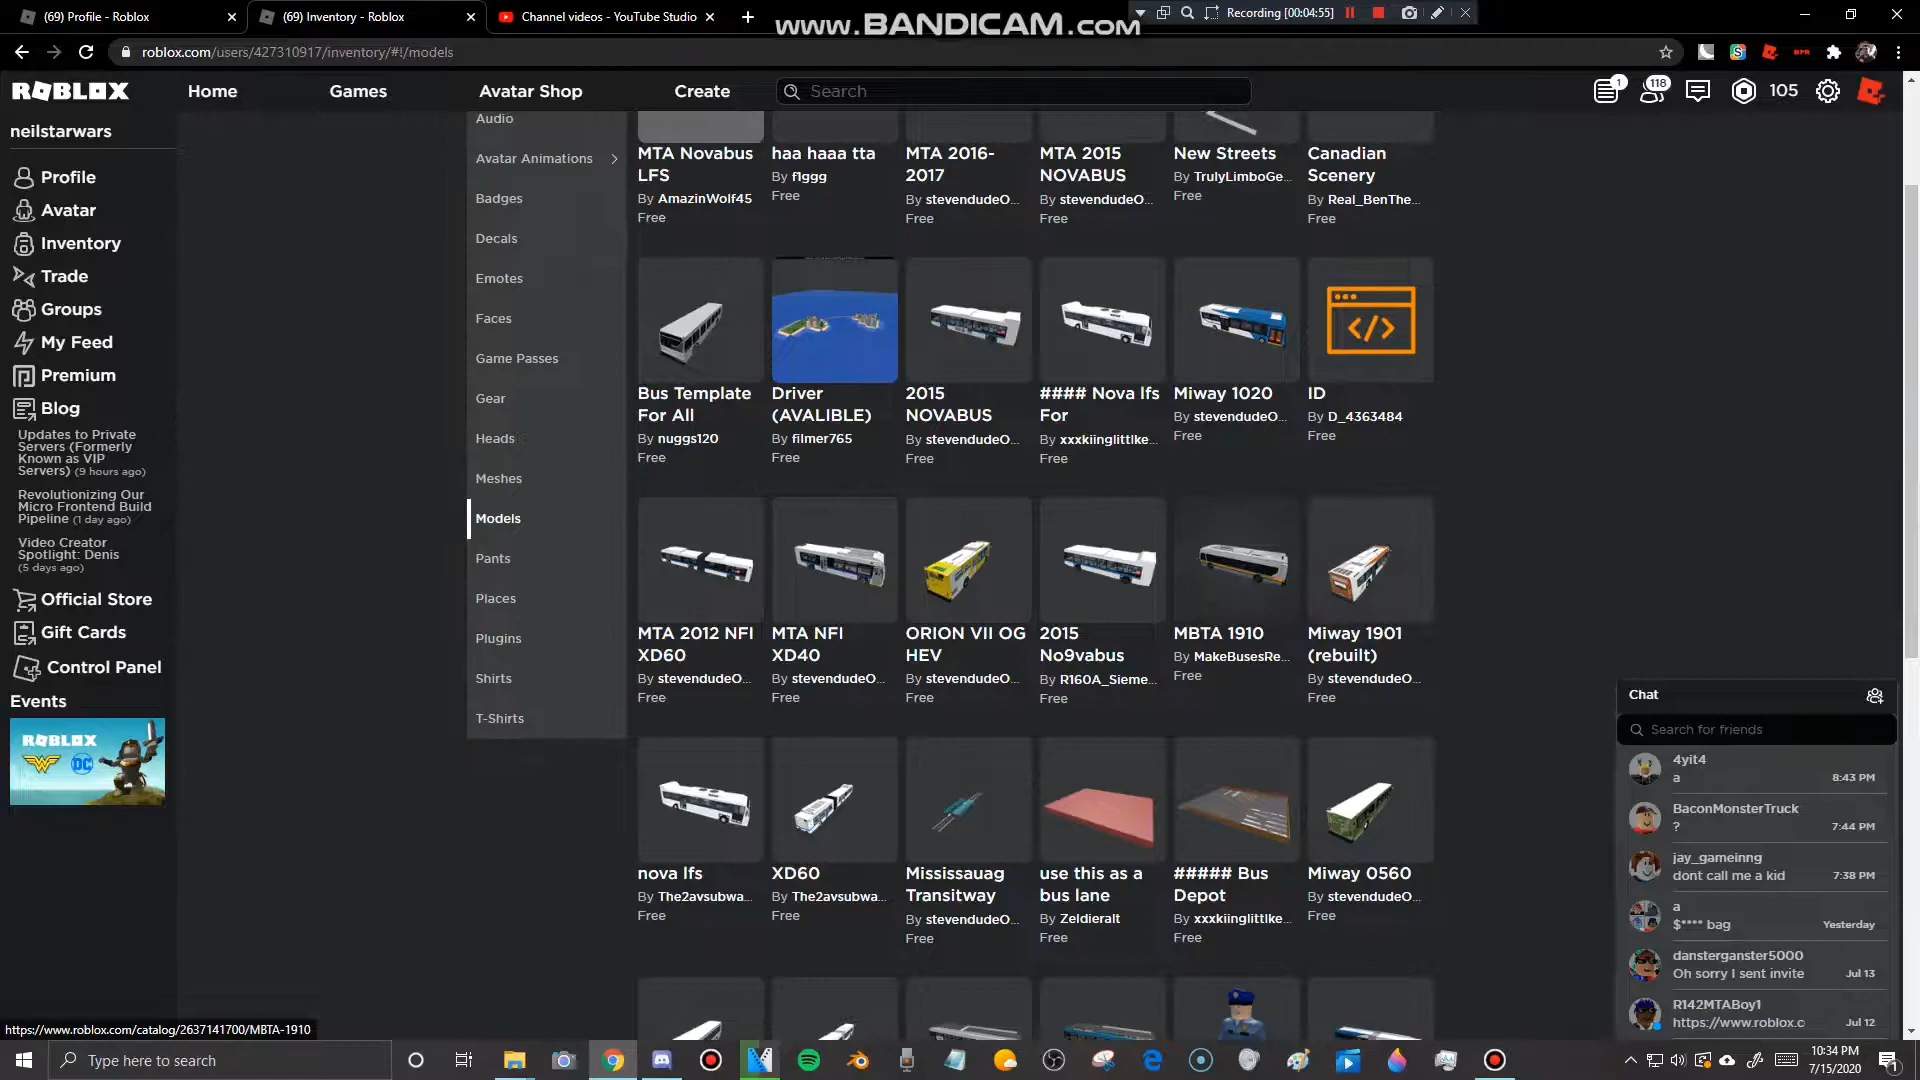 (69) Profile - Roblox
(69) Inventory - Roblox
Channel videos - YouTube Studio
www.BANDICAM.com
Recording [00:04:55]
roblox.com/users/427310917/inventory/#!/models
ROBLOX
Home
Games
Avatar Shop
Create
Search
1
118
105
neilstarwars
Profile
Avatar
Inventory
Trade
Groups
My Feed
Premium
Blog
Updates to Private
Servers (Formerly
Known as VIP
Servers) (9 hours ago)
Revolutionizing Our
Micro Frontend Build
Pipeline (1 day ago)
Video Creator
Spotlight: Denis
(5 days ago)
Official Store
Gift Cards
Control Panel
Events
ROBLOX
DC
Audio
Avatar Animations
Badges
Decals
Emotes
Faces
Game Passes
Gear
Heads
Meshes
Models
Pants
Places
Plugins
Shirts
T-Shirts
MTA Novabus
LFS
By AmazinWolf45
Free
haa haaa tta
By f1ggg
Free
MTA 2016-
2017
By stevendudeO...
Free
MTA 2015
NOVABUS
By stevendudeO...
Free
New Streets
By TrulyLimboGe...
Free
Canadian
Scenery
By Real_BenThe...
Free
Bus Template
For All
By nuggs120
Free
Driver
(AVALIBLE)
By filmer765
Free
2015
NOVABUS
By stevendudeO...
Free
#### Nova lfs
For
By xxxkiinglittlke...
Free
Miway 1020
By stevendudeO...
Free
</>
ID
By D_4363484
Free
MTA 2012 NFI
XD60
By stevendudeO...
Free
MTA NFI
XD40
By stevendudeO...
Free
ORION VII OG
HEV
By stevendudeO...
Free
2015
No9vabus
By R160A_Sieme...
Free
MBTA 1910
By MakeBusesRe...
Free
Miway 1901
(rebuilt)
By stevendudeO...
Free
nova lfs
By The2avsubwa...
Free
XD60
By The2avsubwa...
Free
Mississauag
Transitway
By stevendudeO...
Free
use this as a
bus lane
By Zeldieralt
Free
##### Bus
Depot
By xxxkiinglittlke...
Free
Miway 0560
By stevendudeO...
Free
Chat
Search for friends
4yit4
a
8:43 PM
BaconMonsterTruck
?
7:44 PM
jay_gameinng
dont call me a kid
7:38 PM
a
$**** bag
Yesterday
danstergan​ster5000
Oh sorry I sent invite
Jul 13
R142MTABoy1
https://www.roblox.c
Jul 12
https://www.roblox.com/catalog/2637141700/MBTA-1910
Type here to search
10:34 PM
7/15/2020
1